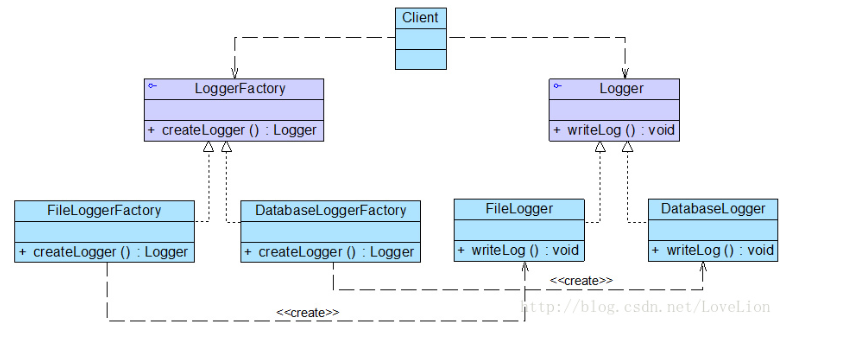 Client
LoggerFactory
+ createLogger () : Logger
Logger
+ writeLog () : void
FileLoggerFactory
+ createLogger () : Logger
DatabaseLoggerFactory
+ createLogger () : Logger
FileLogger
+ writeLog () : void
DatabaseLogger
+ writeLog () : void
<<create>>
<<create>>
http://blog.csdn.net/LoveLion